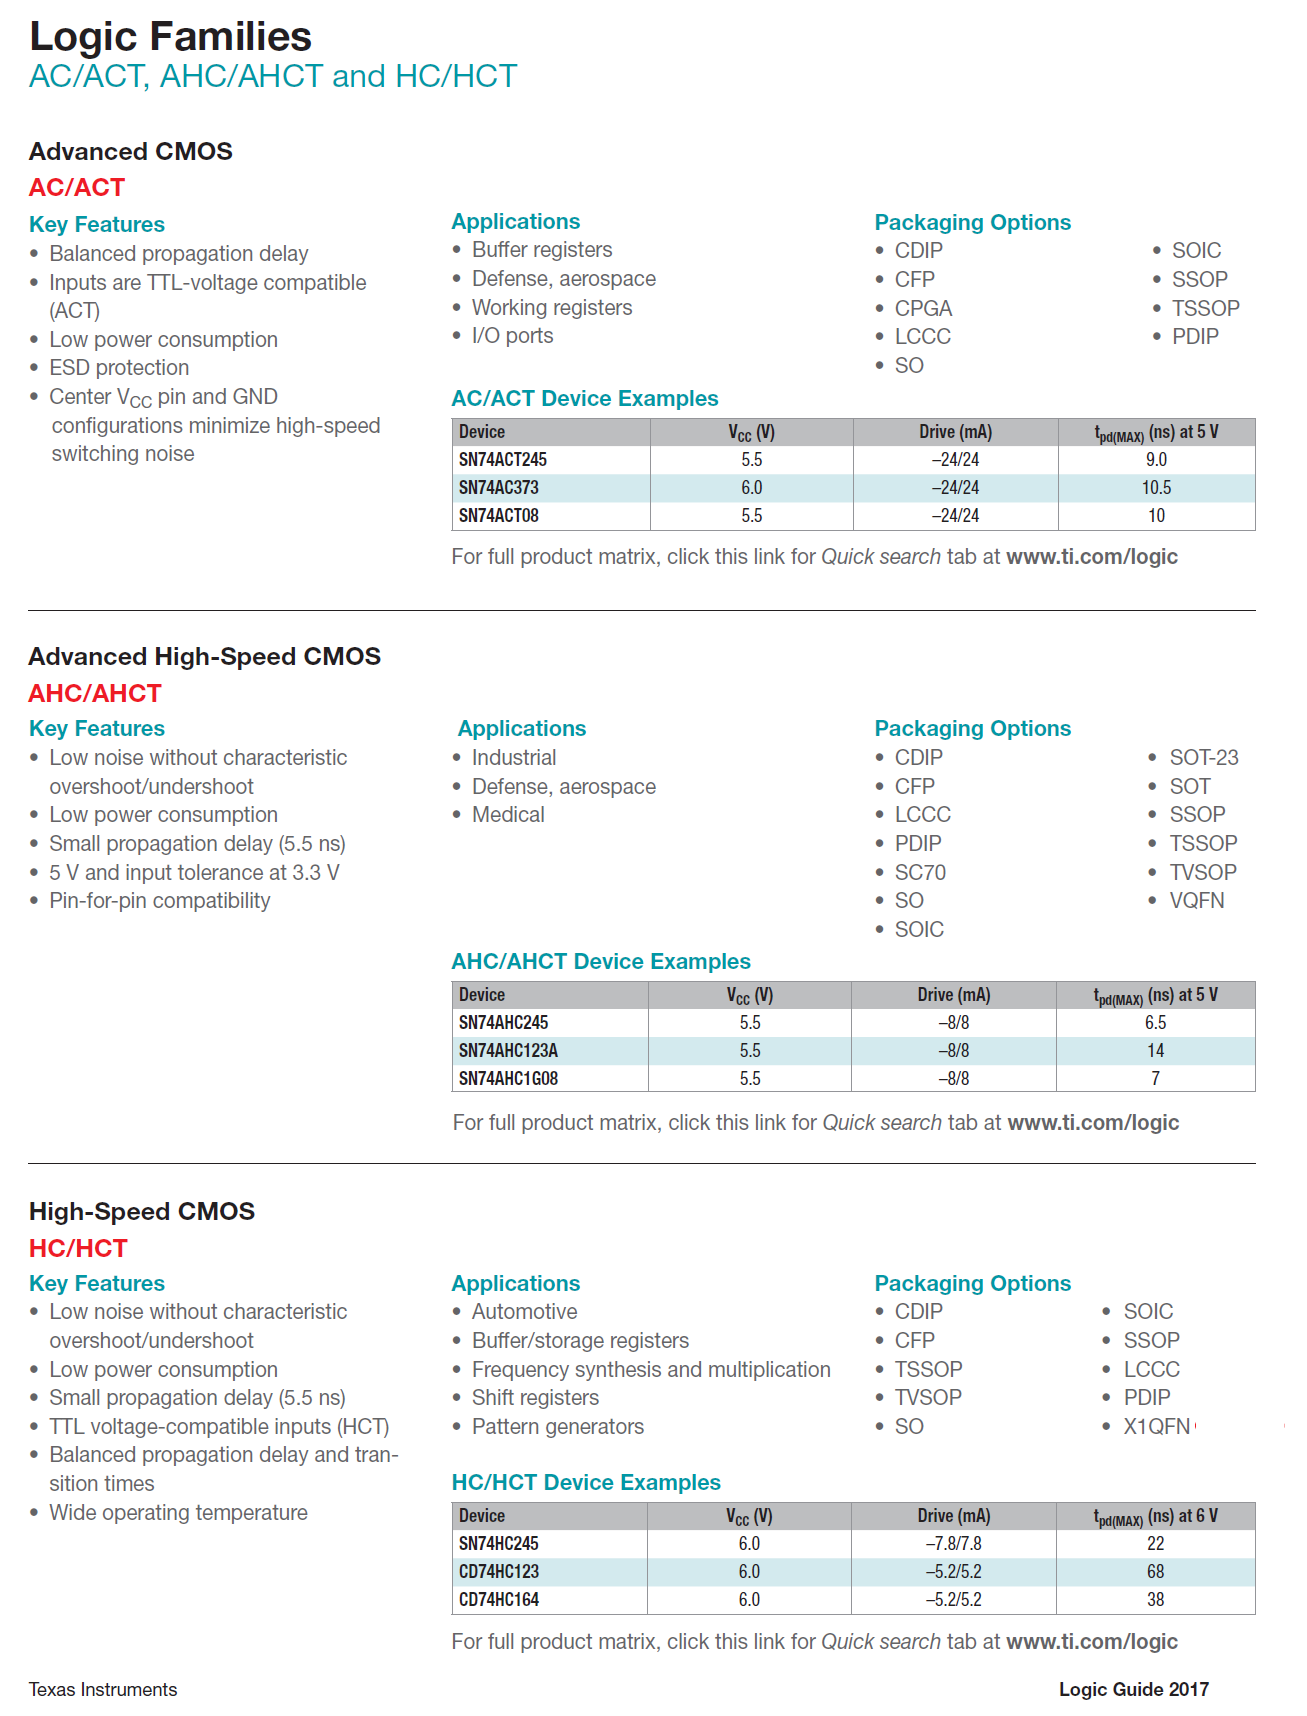 Logic Families
AC/ACT, AHC/AHCT and HC/HCT
Advanced CMOS
AC/ACT
Key Features
• Balanced propagation delay
• Inputs are TTL-voltage compatible
(ACT)
• Low power consumption
• ESD protection
• Center VCC pin and GND
configurations minimize high-speed
switching noise
Applications
• Buffer registers
• Defense, aerospace
• Working registers
• I/O ports
Packaging Options
• CDIP
• CFP
• CPGA
• LCCC
• SO
• SOIC
• SSOP
• TSSOP
• PDIP
AC/ACT Device Examples
Device VCC (V) Drive (mA) tpd(MAX) (ns) at 5 V
SN74ACT245 5.5 –24/24 9.0
SN74AC373 6.0 –24/24 10.5
SN74ACT08 5.5 –24/24 10
For full product matrix, click this link for Quick search tab at www.ti.com/logic
Advanced High-Speed CMOS
AHC/AHCT
Key Features
• Low noise without characteristic
overshoot/undershoot
• Low power consumption
• Small propagation delay (5.5 ns)
• 5 V and input tolerance at 3.3 V
• Pin-for-pin compatibility
Applications
• Industrial
• Defense, aerospace
• Medical
Packaging Options
• CDIP
• CFP
• LCCC
• PDIP
• SC70
• SO
• SOIC
• SOT-23
• SOT
• SSOP
• TSSOP
• TVSOP
• VQFN
AHC/AHCT Device Examples
Device VCC (V) Drive (mA) tpd(MAX) (ns) at 5 V
SN74AHC245 5.5 –8/8 6.5
SN74AHC123A 5.5 –8/8 14
SN74AHC1G08 5.5 –8/8 7
For full product matrix, click this link for Quick search tab at www.ti.com/logic
High-Speed CMOS
HC/HCT
Key Features
• Low noise without characteristic
overshoot/undershoot
• Low power consumption
• Small propagation delay (5.5 ns)
• TTL voltage-compatible inputs (HCT)
• Balanced propagation delay and tran-
sition times
• Wide operating temperature
Applications
• Automotive
• Buffer/storage registers
• Frequency synthesis and multiplication
• Shift registers
• Pattern generators
Packaging Options
• CDIP
• CFP
• TSSOP
• TVSOP
• SO
• SOIC
• SSOP
• LCCC
• PDIP
• X1QFN
HC/HCT Device Examples
Device VCC (V) Drive (mA) tpd(MAX) (ns) at 6 V
SN74HC245 6.0 –7.8/7.8 22
CD74HC123 6.0 –5.2/5.2 68
CD74HC164 6.0 –5.2/5.2 38
For full product matrix, click this link for Quick search tab at www.ti.com/logic
Texas Instruments
Logic Guide 2017